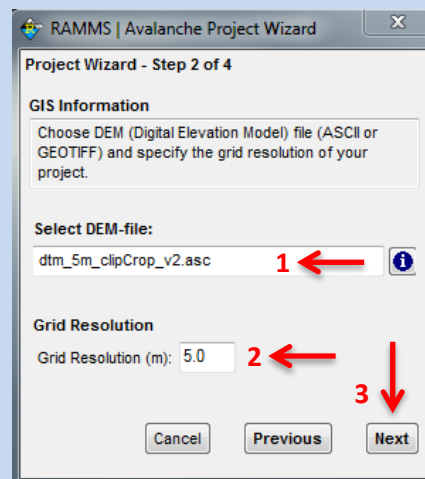 RAMMS | Avalanche Project Wizard
X
Project Wizard - Step 2 of 4
GIS Information
Choose DEM (Digital Elevation Model) file (ASCII or
GEOTIFF) and specify the grid resolution of your
project.
Select DEM-file:
dtm_5m_clipCrop_v2.asc 1
i
Grid Resolution
Grid Resolution (m): 5.0 2
3
Cancel Previous Next